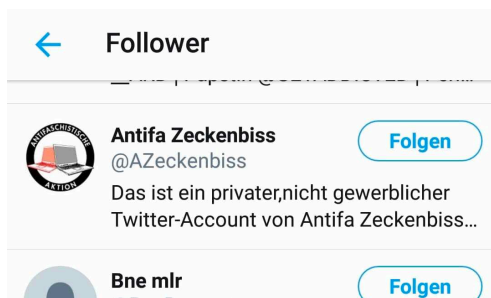 Follower
ANTIFASCHISTISCHE
AKTION
Antifa Zeckenbiss
Folgen
@AZeckenbiss
Das ist ein privater,nicht gewerblicher
Twitter-Account von Antifa Zeckenbiss...
Bne mlr
Folgen